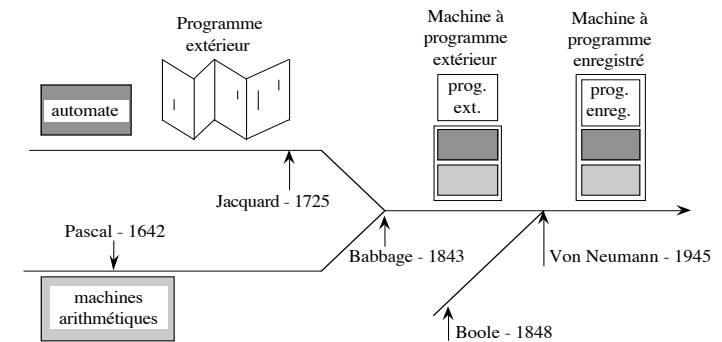 Programme
extérieur
Machine à
programme
extérieur
Machine à
programme
enregistré
automate
prog.
ext.
prog.
enreg.
Jacquard - 1725
Pascal - 1642
Babbage - 1843
Von Neumann - 1945
machines
arithmétiques
Boole - 1848